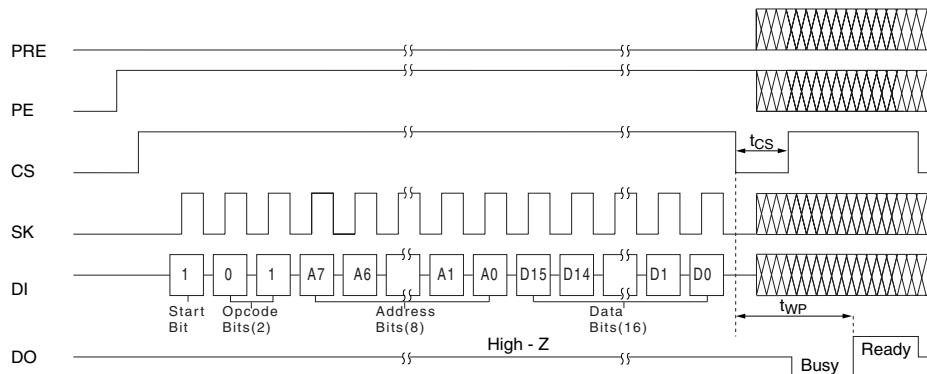 PRE
PE
CS
tCS
SK
DI
1 0 1 A7 A6 A1 A0 D15 D14 D1 D0
Start Bit
Opcode Bits(2)
Address Bits(8)
Data Bits(16)
tWP
DO
High - Z
Busy
Ready